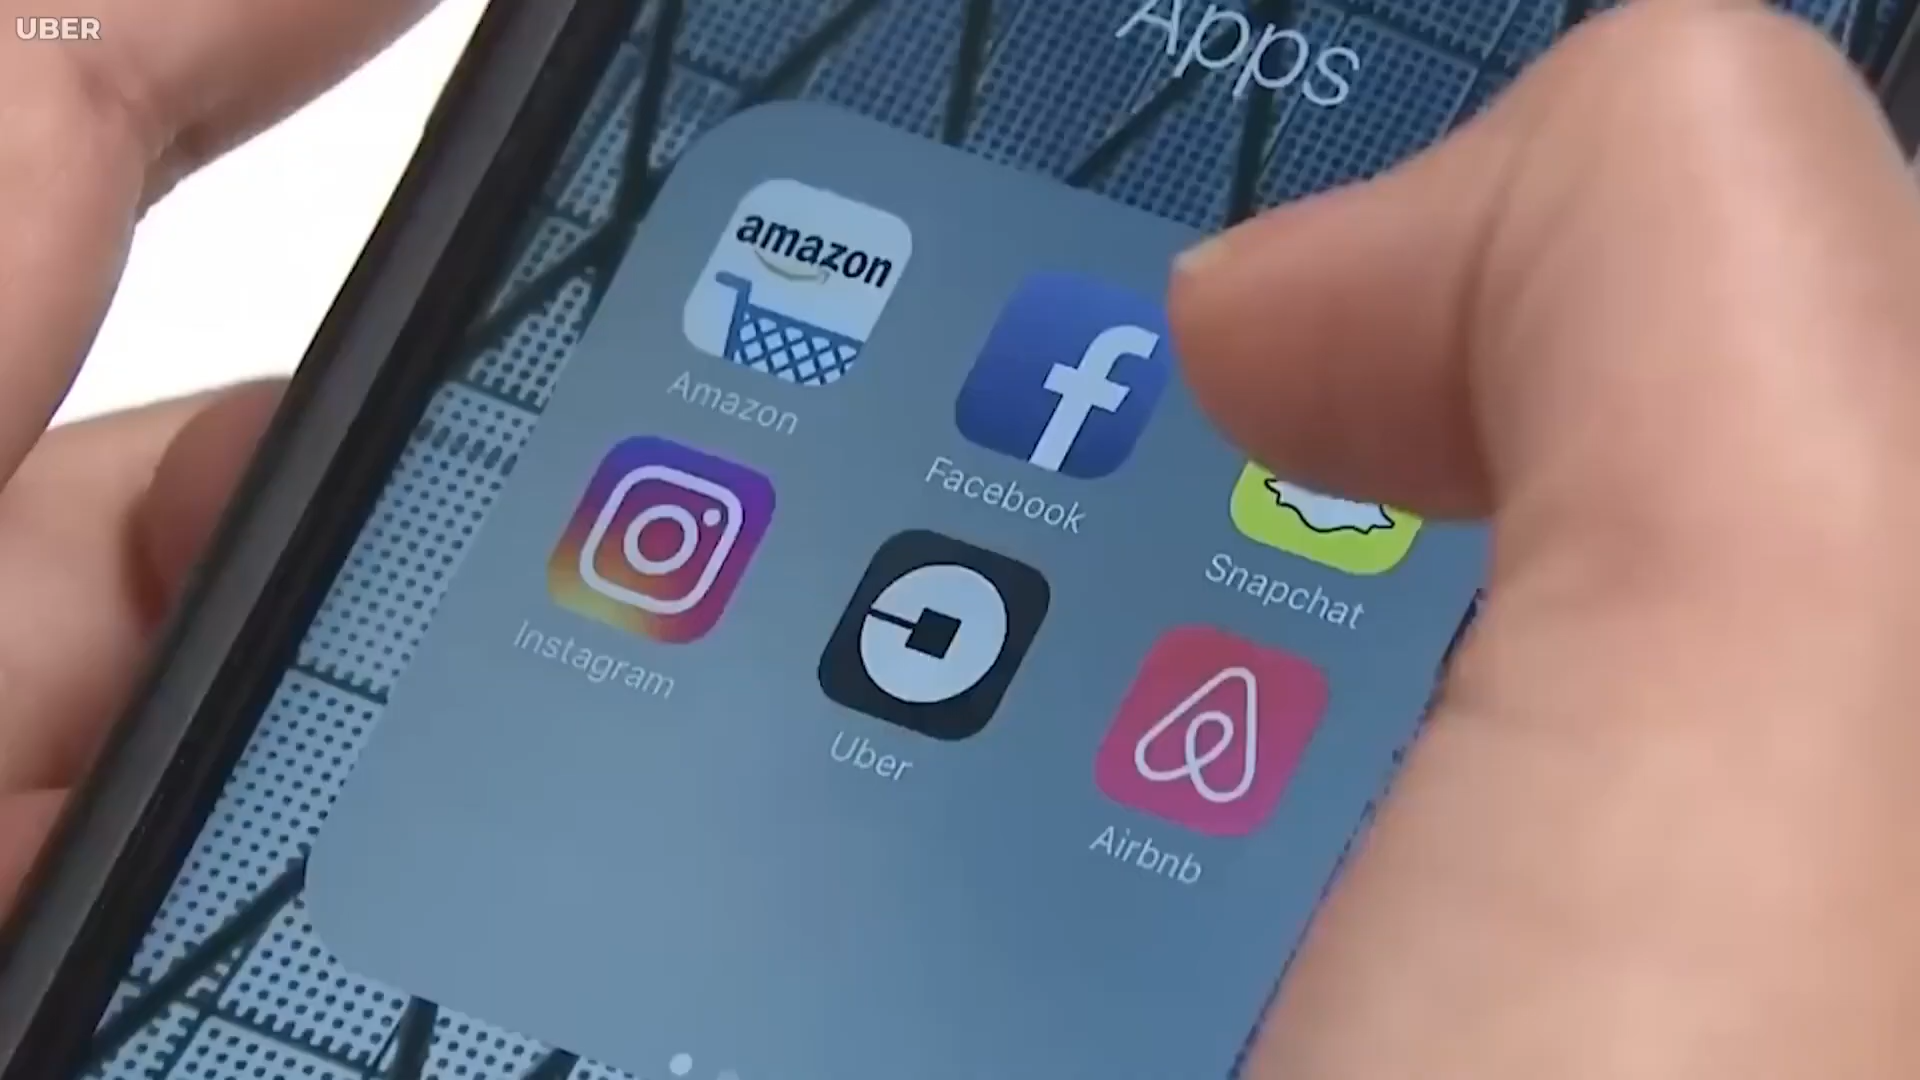 UBER
Apps
amazon
Amazon
Facebook
Snapchat
Instagram
Uber
Airbnb